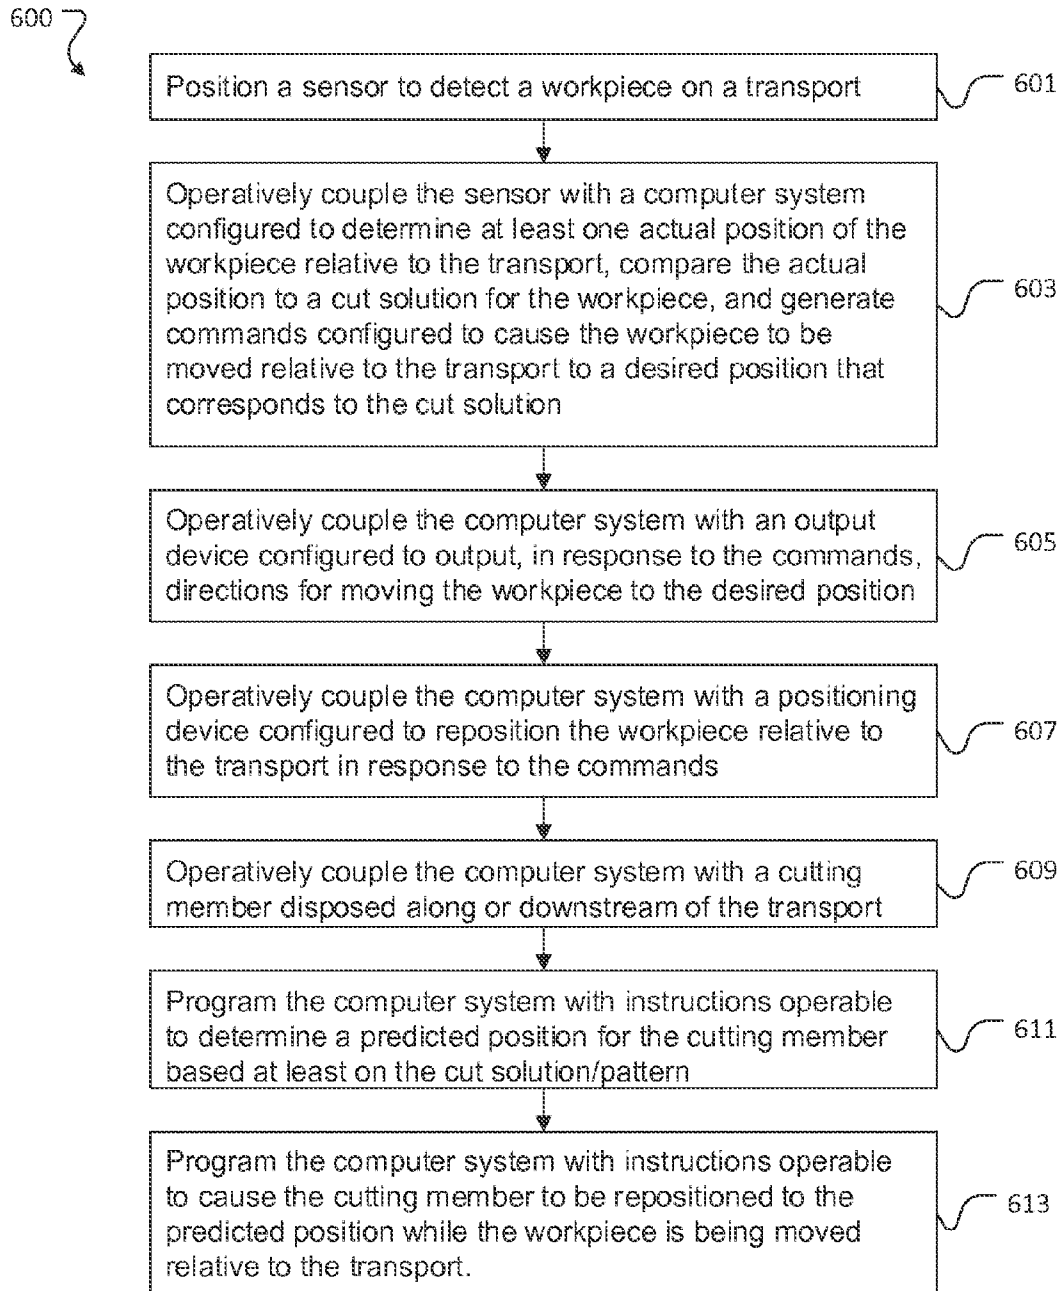 600
Position a sensor to detect a workpiece on a transport
601
Operatively couple the sensor with a computer system
configured to determine at least one actual position of the
workpiece relative to the transport, compare the actual
position to a cut solution for the workpiece, and generate
commands configured to cause the workpiece to be
moved relative to the transport to a desired position that
corresponds to the cut solution
603
Operatively couple the computer system with an output
device configured to output, in response to the commands,
directions for moving the workpiece to the desired position
605
Operatively couple the computer system with a positioning
device configured to reposition the workpiece relative to
the transport in response to the commands
607
Operatively couple the computer system with a cutting
member disposed along or downstream of the transport
609
Program the computer system with instructions operable
to determine a predicted position for the cutting member
based at least on the cut solution/pattern
611
Program the computer system with instructions operable
to cause the cutting member to be repositioned to the
predicted position while the workpiece is being moved
relative to the transport.
613